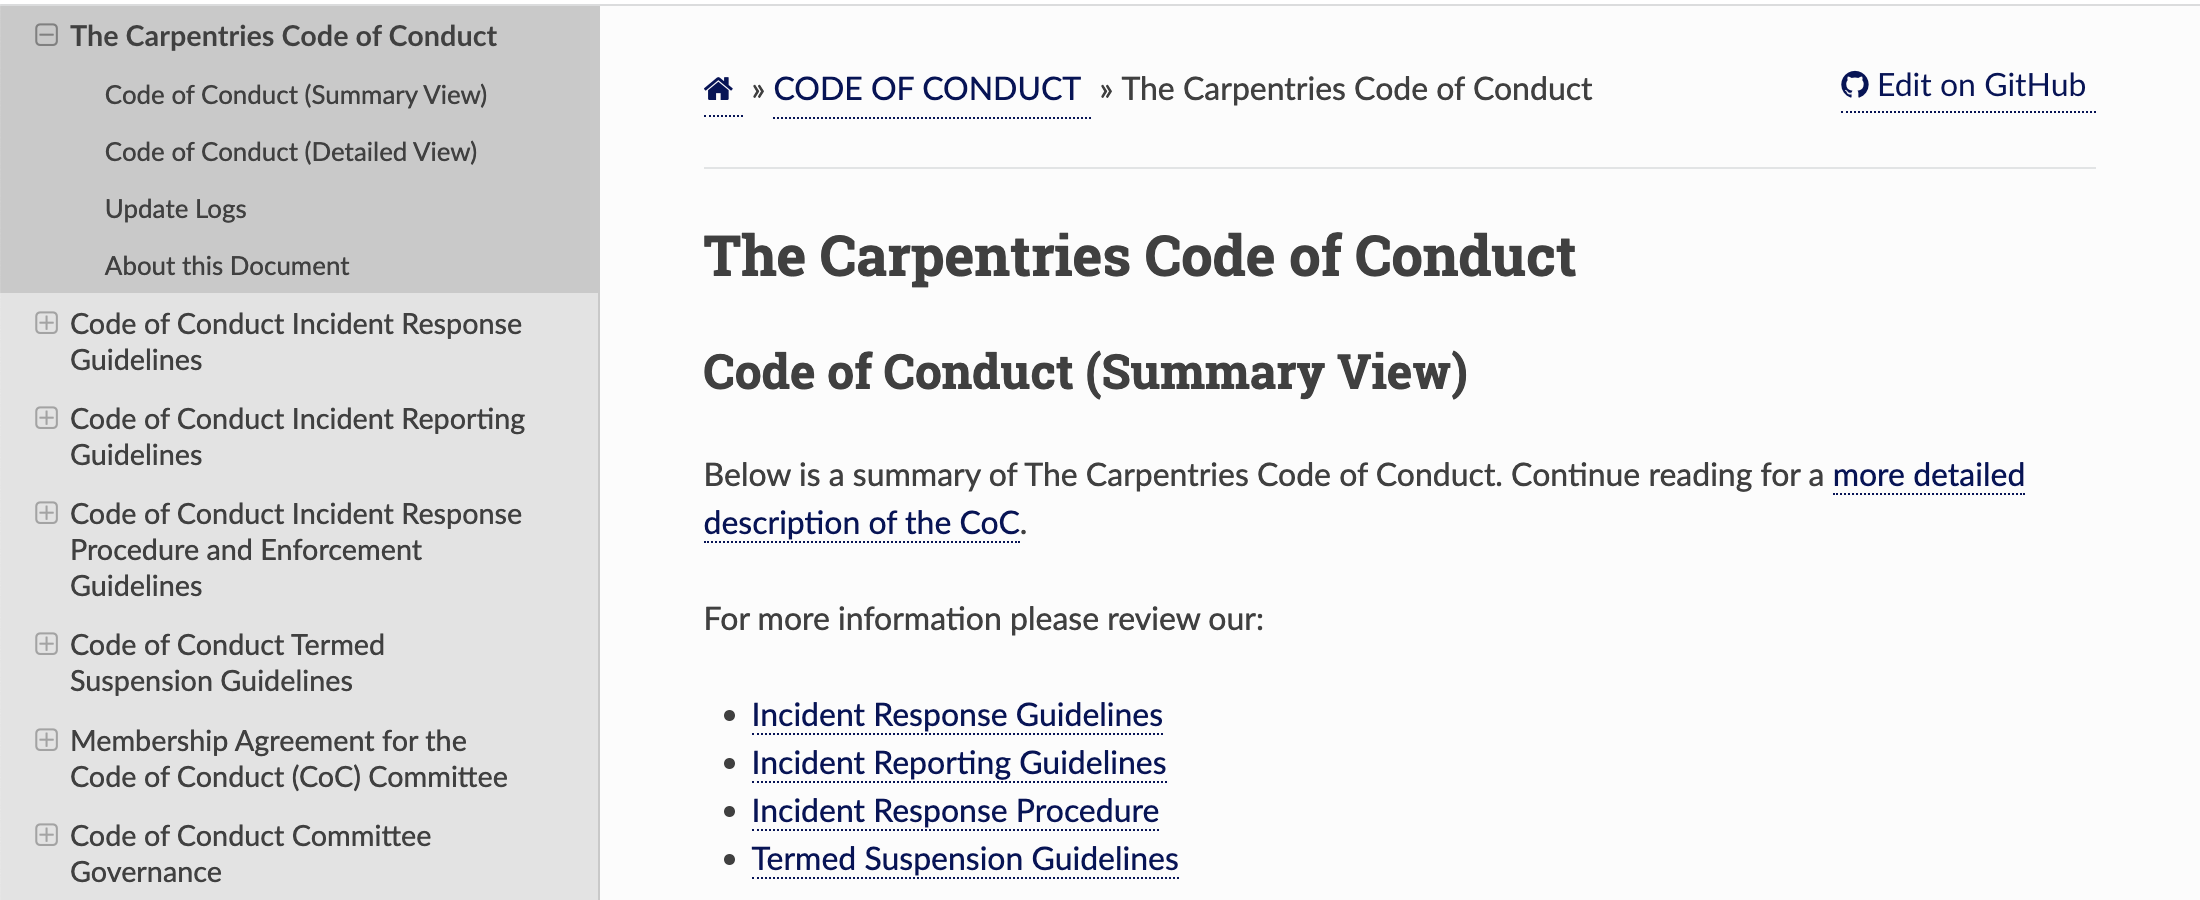 The Carpentries Code of Conduct
Code of Conduct (Summary View)
Code of Conduct (Detailed View)
Update Logs
About this Document
Code of Conduct Incident Response
Guidelines
Code of Conduct Incident Reporting
Guidelines
Code of Conduct Incident Response
Procedure and Enforcement
Guidelines
Code of Conduct Termed
Suspension Guidelines
Membership Agreement for the
Code of Conduct (CoC) Committee
Code of Conduct Committee
Governance
» CODE OF CONDUCT » The Carpentries Code of Conduct
Edit on GitHub
The Carpentries Code of Conduct
Code of Conduct (Summary View)
Below is a summary of The Carpentries Code of Conduct. Continue reading for a more detailed
description of the CoC.
For more information please review our:
• Incident Response Guidelines
• Incident Reporting Guidelines
• Incident Response Procedure
• Termed Suspension Guidelines